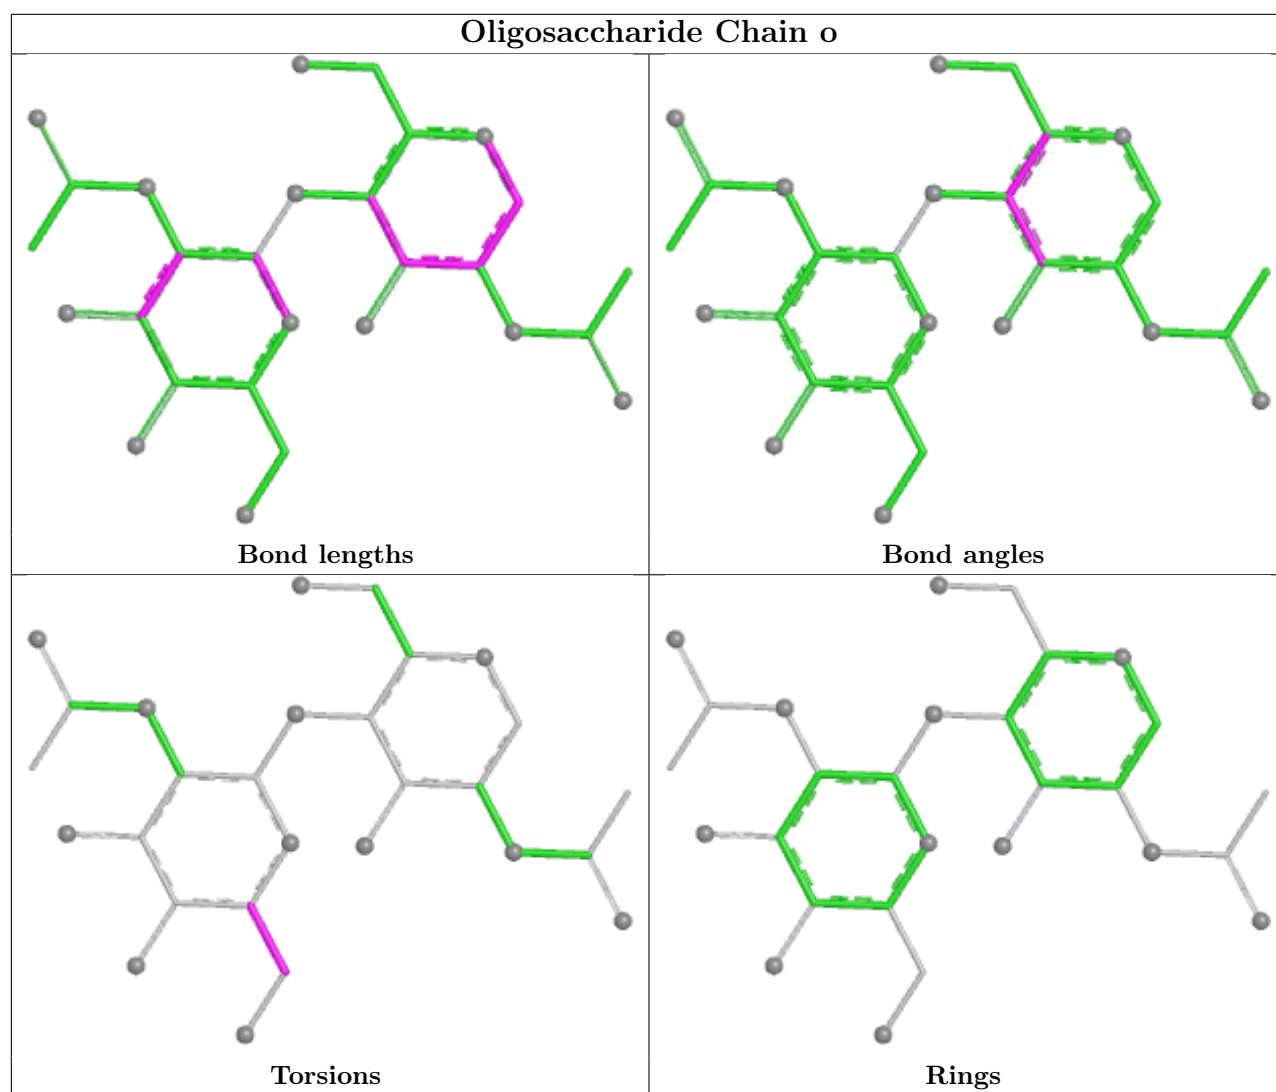 Oligosaccharide Chain o
Bond lengths
Bond angles
Torsions
Rings